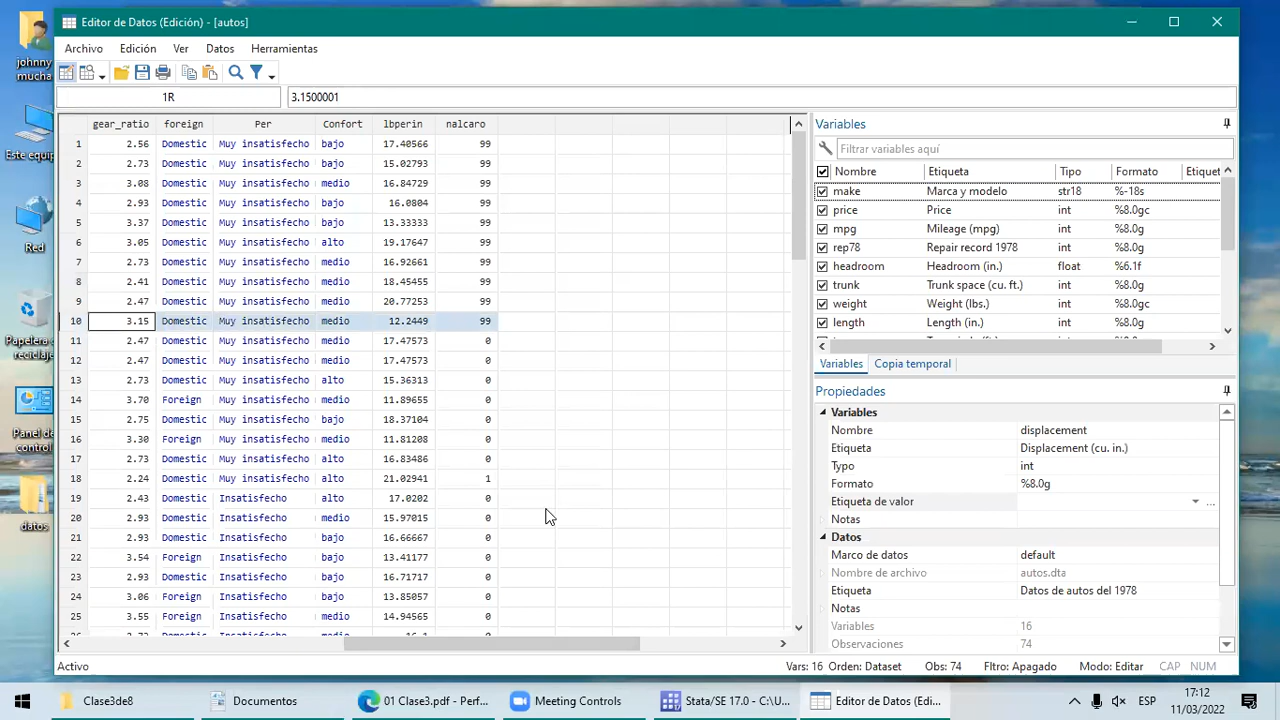 Editor de Datos (Edición) - [autos]
Archivo Edición Ver Datos Herramientas
1R 3.1500001
gear_ratio foreign Per Confort lbperin nalcaro
1 2.56 Domestic Muy insatisfecho bajo 17.40566 99
2 2.73 Domestic Muy insatisfecho bajo 15.02793 99
3 3.08 Domestic Muy insatisfecho medio 16.84729 99
4 2.93 Domestic Muy insatisfecho bajo 16.0804 99
5 3.37 Domestic Muy insatisfecho bajo 13.33333 99
6 3.05 Domestic Muy insatisfecho alto 19.17647 99
7 2.73 Domestic Muy insatisfecho medio 16.92661 99
8 2.41 Domestic Muy insatisfecho medio 18.45455 99
9 2.47 Domestic Muy insatisfecho medio 20.77253 99
10 3.15 Domestic Muy insatisfecho medio 12.2449 99
11 2.47 Domestic Muy insatisfecho medio 17.47573 0
12 2.47 Domestic Muy insatisfecho medio 17.47573 0
13 2.73 Domestic Muy insatisfecho alto 15.36313 0
14 3.70 Foreign Muy insatisfecho medio 11.89655 0
15 2.75 Domestic Muy insatisfecho bajo 18.37104 0
16 3.30 Foreign Muy insatisfecho medio 11.81208 0
17 2.73 Domestic Muy insatisfecho alto 16.83486 0
18 2.24 Domestic Muy insatisfecho alto 21.02941 1
19 2.43 Domestic Insatisfecho alto 17.0202 0
20 2.93 Domestic Insatisfecho medio 15.97015 0
21 2.93 Domestic Insatisfecho bajo 16.66667 0
22 3.54 Foreign Insatisfecho bajo 13.41177 0
23 2.93 Domestic Insatisfecho bajo 16.71717 0
24 3.06 Foreign Insatisfecho bajo 13.85057 0
25 3.55 Foreign Insatisfecho medio 14.94565 0
Variables
Filtrar variables aquí
Nombre Etiqueta Tipo Formato Etiquet
make Marca y modelo str18 %-18s
price Price int %8.0gc
mpg Mileage (mpg) int %8.0g
rep78 Repair record 1978 int %8.0g
headroom Headroom (in.) float %6.1f
trunk Trunk space (cu. ft.) int %8.0g
weight Weight (lbs.) int %8.0gc
length Length (in.) int %8.0g
Variables Copia temporal
Propiedades
Variables
Nombre displacement
Etiqueta Displacement (cu. in.)
Typo int
Formato %8.0g
Etiqueta de valor
Notas
Datos
Marco de datos default
Nombre de archivo autos.dta
Etiqueta Datos de autos del 1978
Notas
Variables 16
Observaciones 74
Activo Vars: 16 Orden: Dataset Obs: 74 Fltro: Apagado Modo: Editar CAP NUM
johnny
mucha
Este equip
Red
Papelera
reciclaje
Panel de
control
datos
Clase3dt8 Documentos 01 Clase3.pdf - Perf... Meeting Controls Stata/SE 17.0 - C:\U... Editor de Datos (Edi... ESP 17:12
11/03/2022